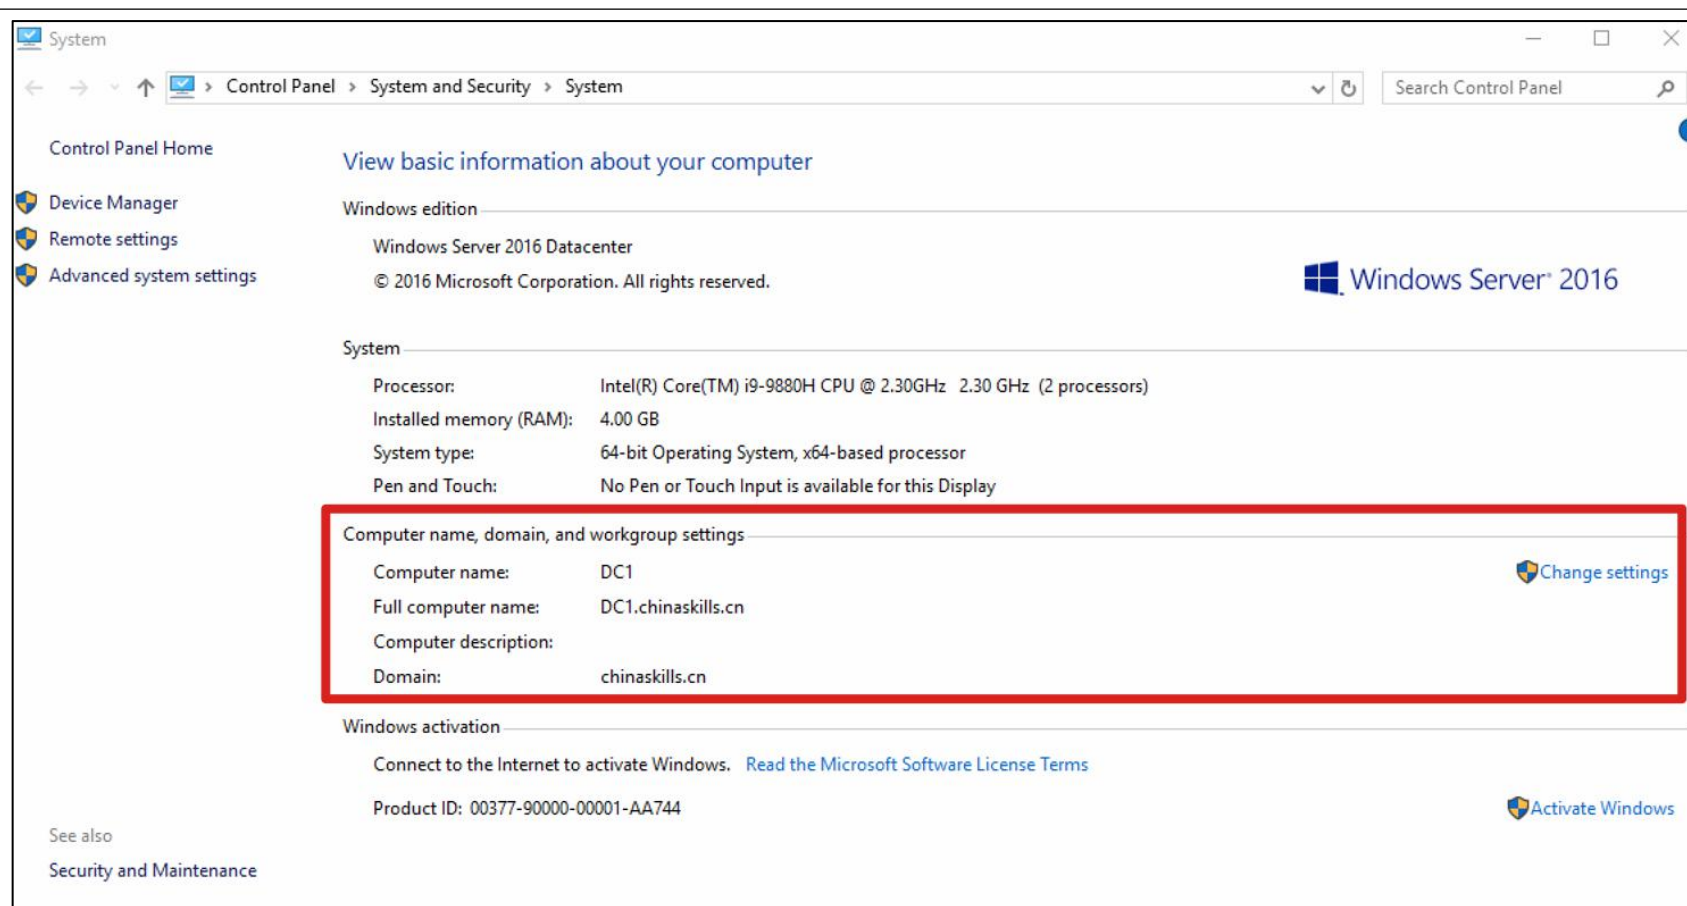 System
Control Panel > System and Security > System
Search Control Panel
Control Panel Home
Device Manager
Remote settings
Advanced system settings
View basic information about your computer
Windows edition
Windows Server 2016 Datacenter
© 2016 Microsoft Corporation. All rights reserved.
Windows Server® 2016
System
Processor: Intel(R) Core(TM) i9-9880H CPU @ 2.30GHz 2.30 GHz (2 processors)
Installed memory (RAM): 4.00 GB
System type: 64-bit Operating System, x64-based processor
Pen and Touch: No Pen or Touch Input is available for this Display
Computer name, domain, and workgroup settings
Computer name: DC1
Change settings
Full computer name: DC1.chinaskills.cn
Computer description:
Domain: chinaskills.cn
Windows activation
Connect to the Internet to activate Windows. Read the Microsoft Software License Terms
Product ID: 00377-90000-00001-AA744
Activate Windows
See also
Security and Maintenance